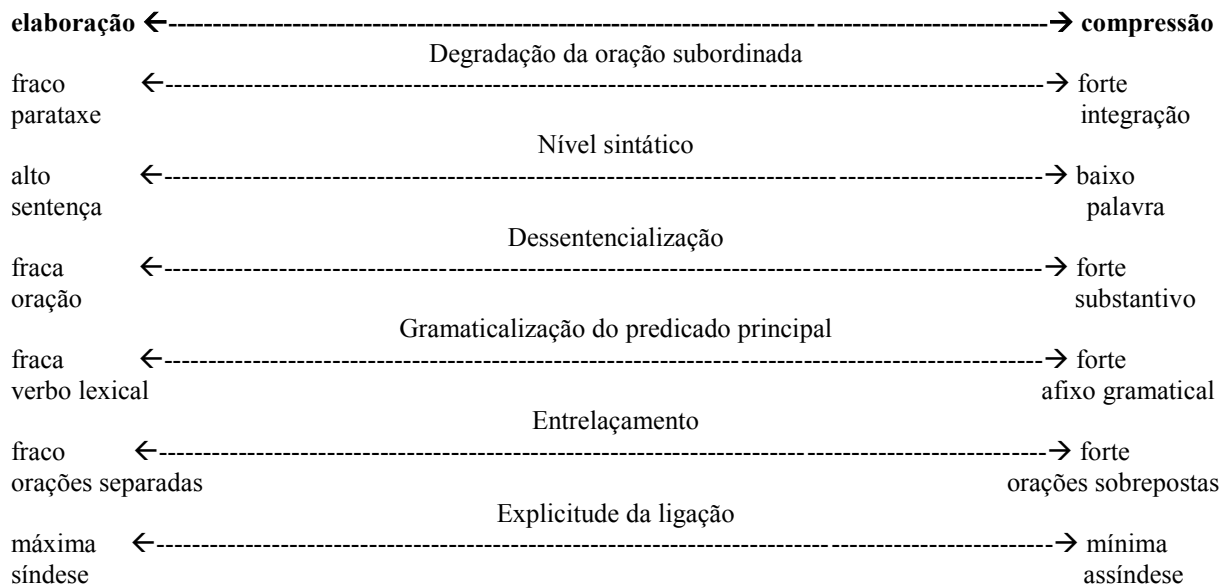 elaboração ←------------------------------------------------------------------------------------→ compressão
Degradação da oração subordinada
fraco ←------------------------------------------------------------------------------------→ forte
parataxe integração
Nível sintático
alto ←------------------------------------------------------------------------------------→ baixo
sentença palavra
Dessentencialização
fraca ←------------------------------------------------------------------------------------→ forte
oração substantivo
Gramaticalização do predicado principal
fraca ←------------------------------------------------------------------------------------→ forte
verbo lexical afixo gramatical
Entrelaçamento
fraco ←------------------------------------------------------------------------------------→ forte
orações separadas orações sobrepostas
Explicitude da ligação
máxima ←------------------------------------------------------------------------------------→ mínima
síndese assíndese